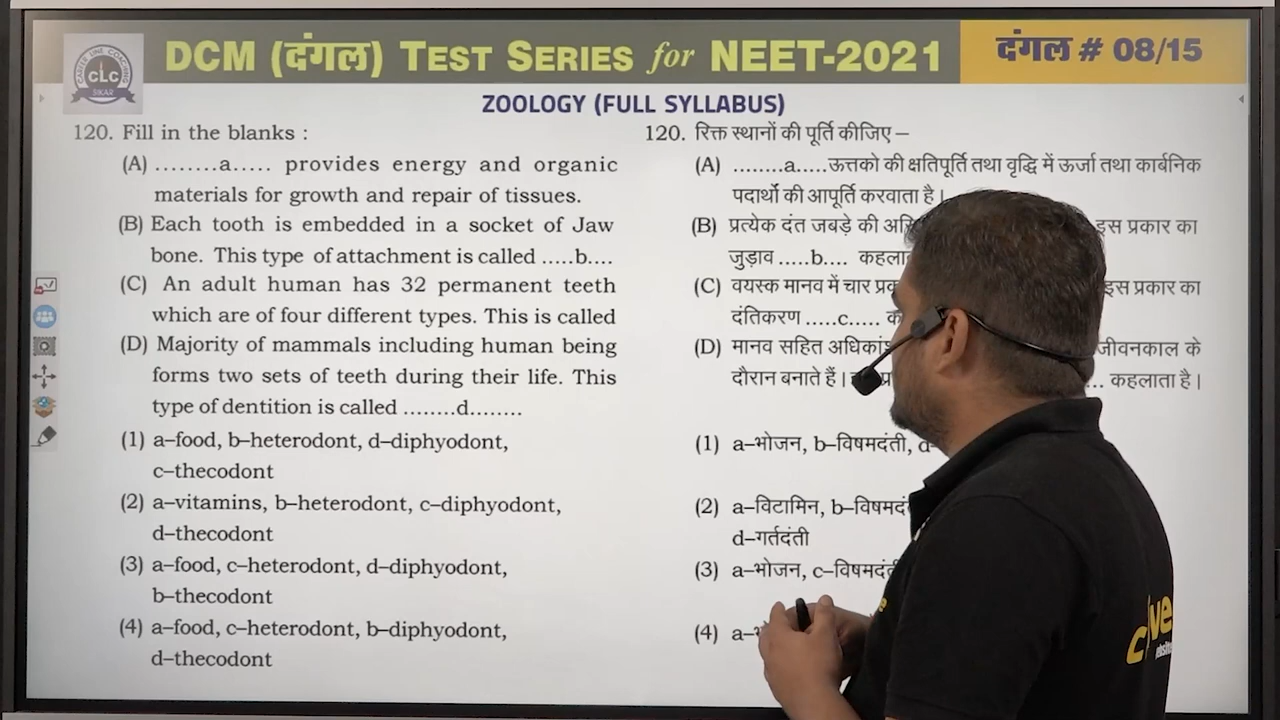 DCM (दंगल) TEST SERIES for NEET-2021
दंगल # 08/15
CAREER LINE COACHING
CLC
SIKAR
ZOOLOGY (FULL SYLLABUS)
120. Fill in the blanks :
(A) ........a..... provides energy and organic
materials for growth and repair of tissues.
(B) Each tooth is embedded in a socket of Jaw
bone. This type of attachment is called .....b....
(C) An adult human has 32 permanent teeth
which are of four different types. This is called
(D) Majority of mammals including human being
forms two sets of teeth during their life. This
type of dentition is called ........d........
(1) a–food, b–heterodont, d–diphyodont,
c–thecodont
(2) a–vitamins, b–heterodont, c–diphyodont,
d–thecodont
(3) a–food, c–heterodont, d–diphyodont,
b–thecodont
(4) a–food, c–heterodont, b–diphyodont,
d–thecodont
120. रिक्त स्थानों की पूर्ति कीजिए –
(A) ........a.....ऊत्तको की क्षतिपूर्ति तथा वृद्धि में ऊर्जा तथा कार्बनिक
पदार्थो की आपूर्ति करवाता है।
(B) प्रत्येक दंत जबड़े की इस प्रकार का
जुड़ाव .....b....
(C) वयस्क मानव में चार इस प्रकार का
दंतिकरण .....c.....
(D) मानव सहित जीवनकाल के
दौरान बनाते हैं। ... कहलाता है।
(1) a–भोजन, b–विषमदंती,
(2) a–विटामिन,
d–गर्तदंती
(3) a–भोजन,
(4)